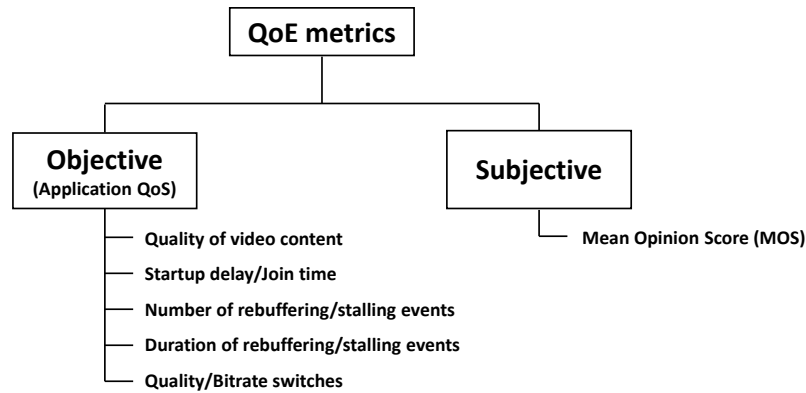 QoE metrics
Objective
(Application QoS)
Subjective
Quality of video content
Startup delay/Join time
Number of rebuffering/stalling events
Duration of rebuffering/stalling events
Quality/Bitrate switches
Mean Opinion Score (MOS)